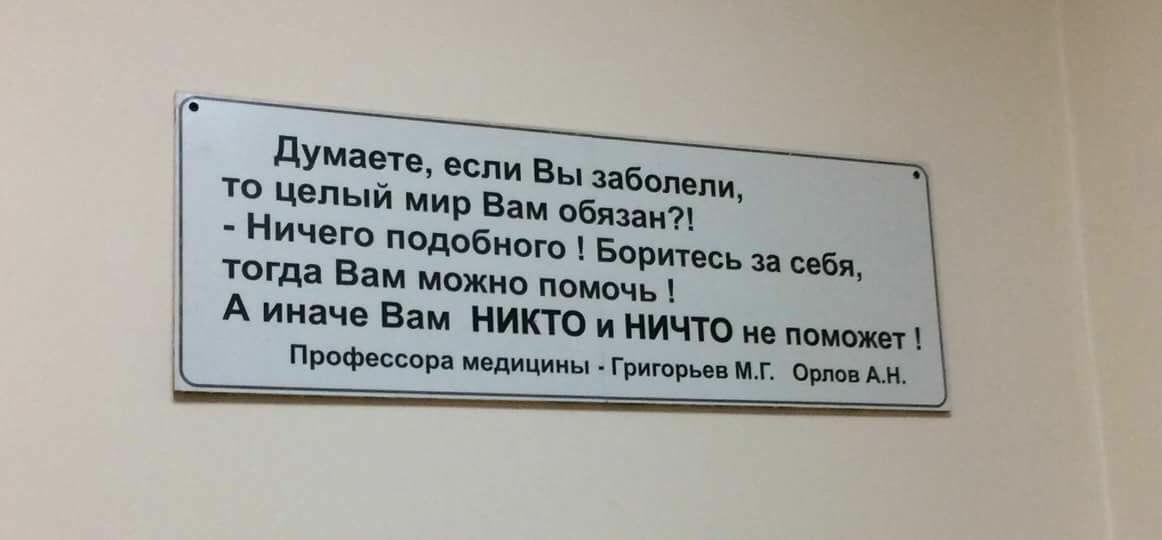 Думаете, если Вы заболели,
то целый мир Вам обязан?!
- Ничего подобного ! Боритесь за себя,
тогда Вам можно помочь !
А иначе Вам НИКТО и НИЧТО не поможет !
Профессора медицины - Григорьев М.Г. Орлов А.Н.